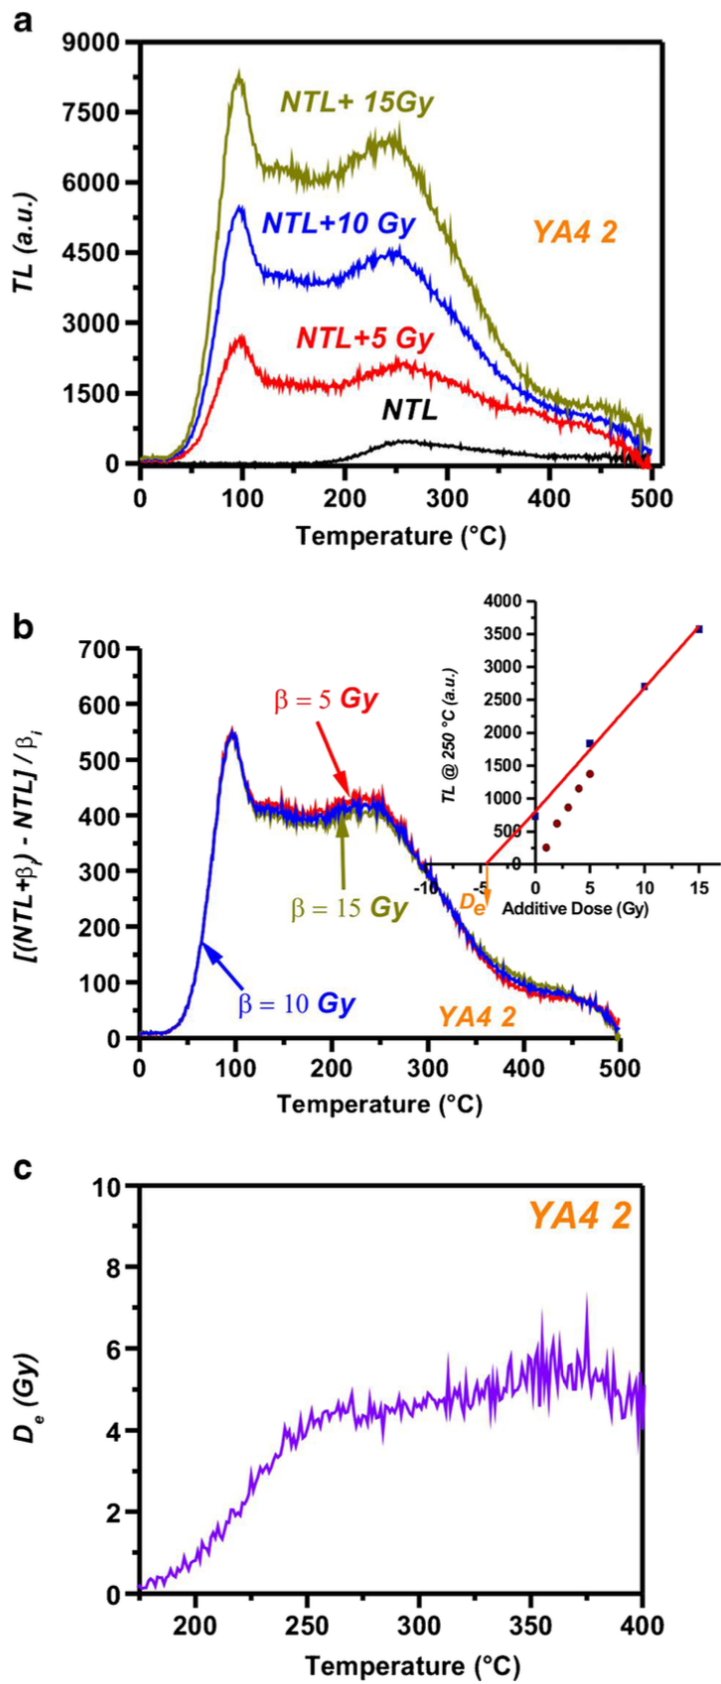 a
9000
7500
6000
4500
3000
1500
0
TL (a.u.)
NTL+ 15Gy
NTL+10 Gy
YA4 2
NTL+5 Gy
NTL
0 100 200 300 400 500
Temperature (°C)
b
700
600
500
400
300
200
100
0
[(NTL+βi) - NTL] / βi
β = 5 Gy
β = 15 Gy
β = 10 Gy
YA4 2
0 100 200 300 400 500
Temperature (°C)
4000
3500
3000
2500
2000
1500
1000
500
0
TL @ 250 °C (a.u.)
-10 -5 0 5 10 15
De
Additive Dose (Gy)
c
10
8
6
4
2
0
De (Gy)
YA4 2
200 250 300 350 400
Temperature (°C)